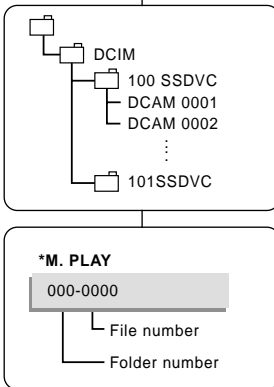 DCIM
100 SSDVC
DCAM 0001
DCAM 0002
101SSDVC
*M. PLAY
000-0000
File number
Folder number